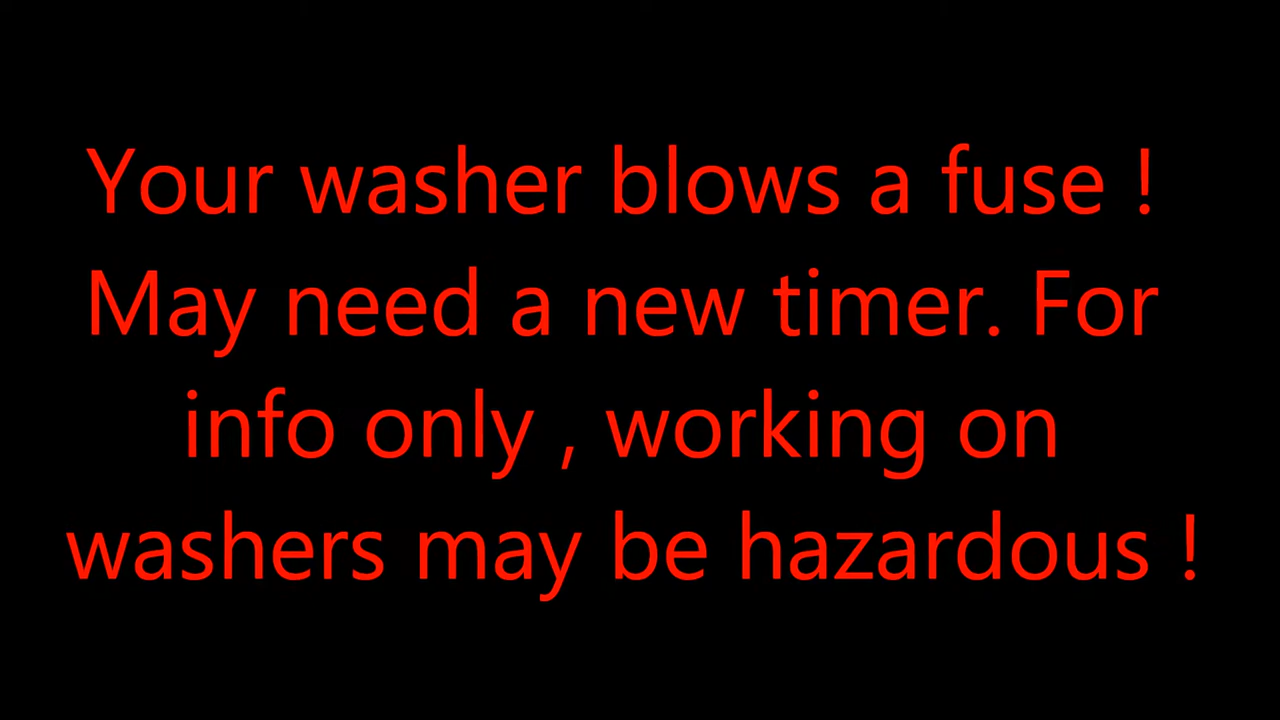 Your washer blows a fuse !
May need a new timer. For
info only , working on
washers may be hazardous !